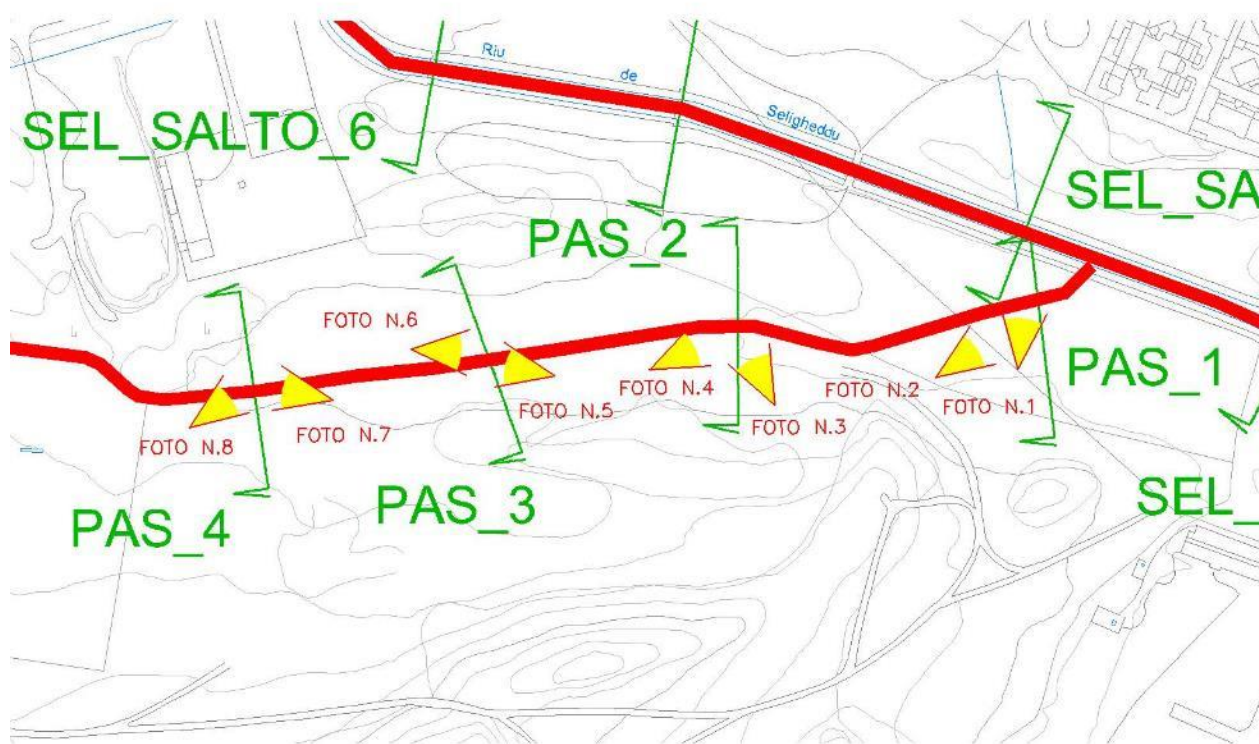 Riu
de
Seligheddu
SEL_SALTO_6
SEL_SA
PAS_2
FOTO N.6
PAS_1
FOTO N.4
FOTO N.2
FOTO N.5
FOTO N.1
FOTO N.3
FOTO N.7
FOTO N.8
PAS_3
PAS_4
SEL_